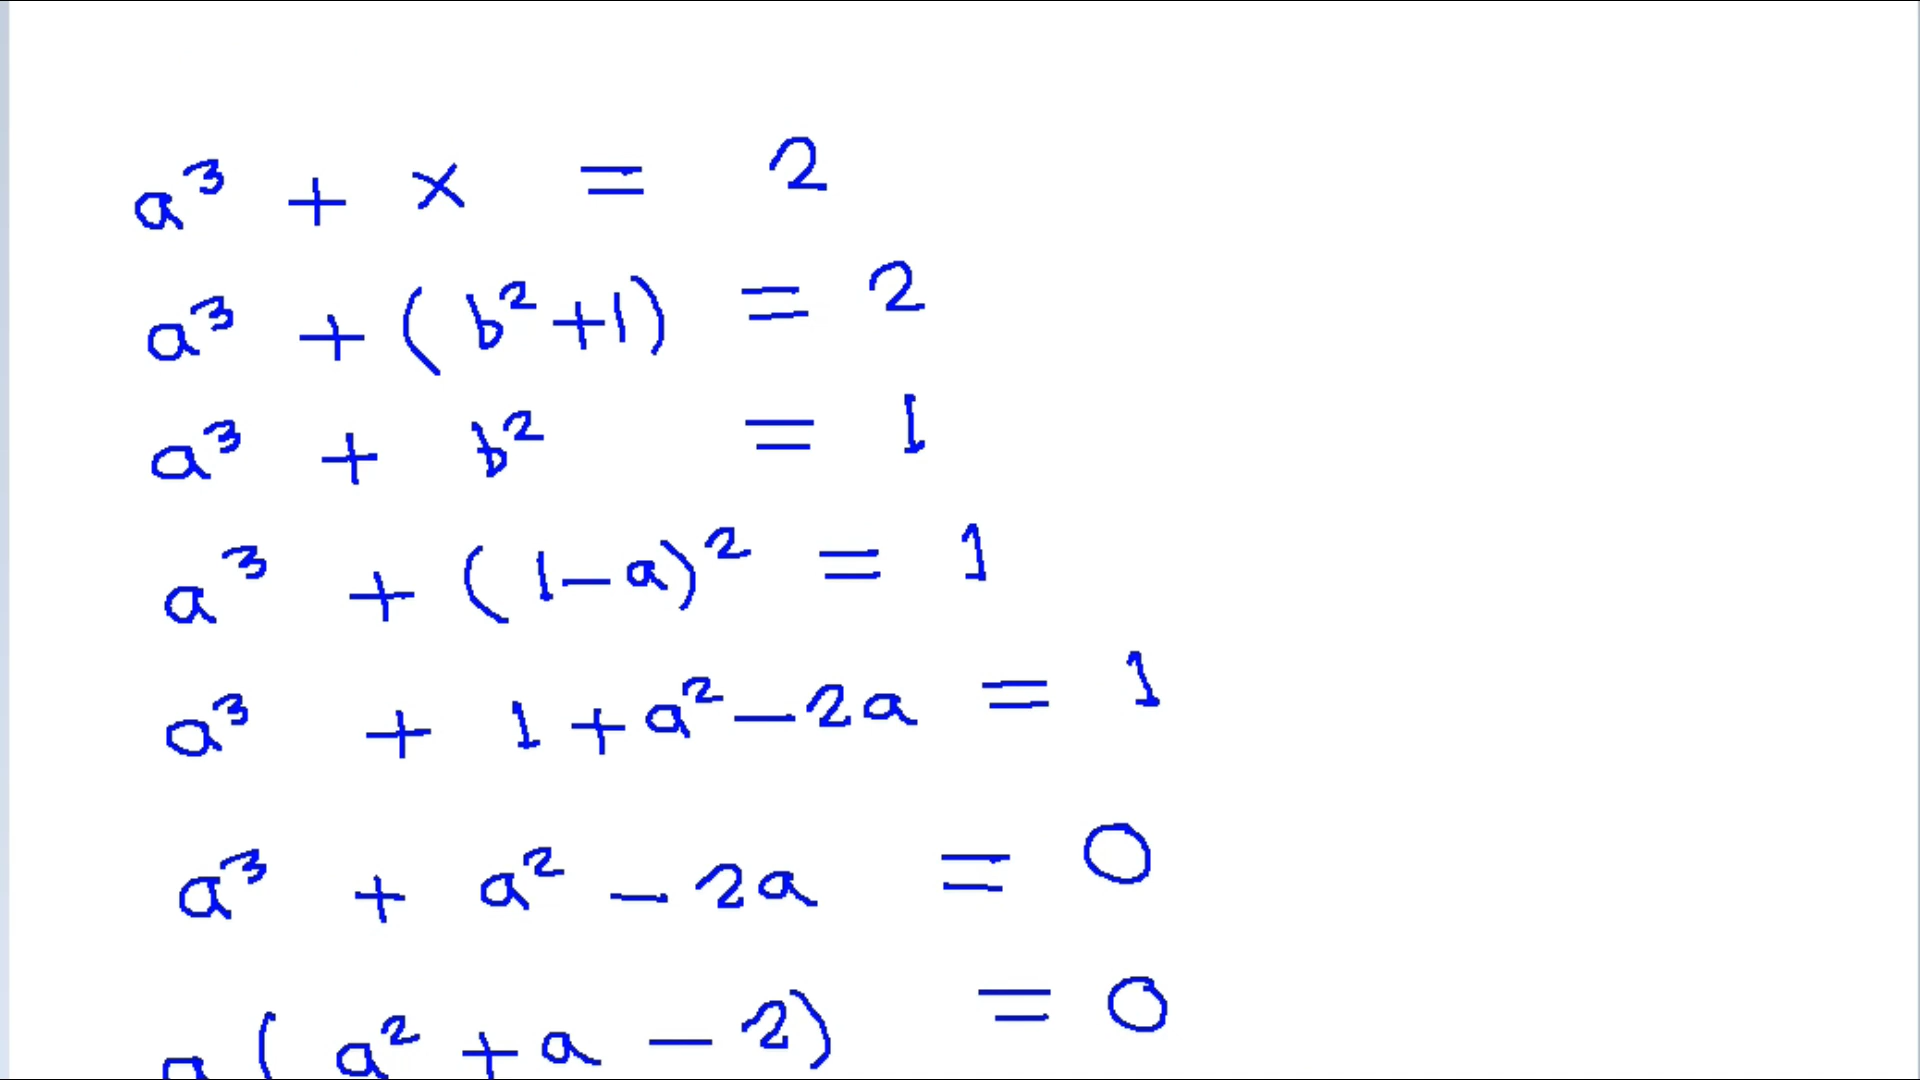 a³ + x = 2
a³ + (b²+1) = 2
a³ + b² = 1
a³ + (1-a)² = 1
a³ + 1 + a² - 2a = 1
a³ + a² - 2a = 0
a(a² + a - 2) = 0